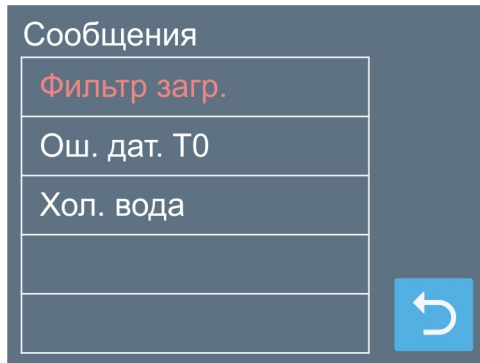 Сообщения
Фильтр загр.
Ош. дат. Т0
Хол. вода